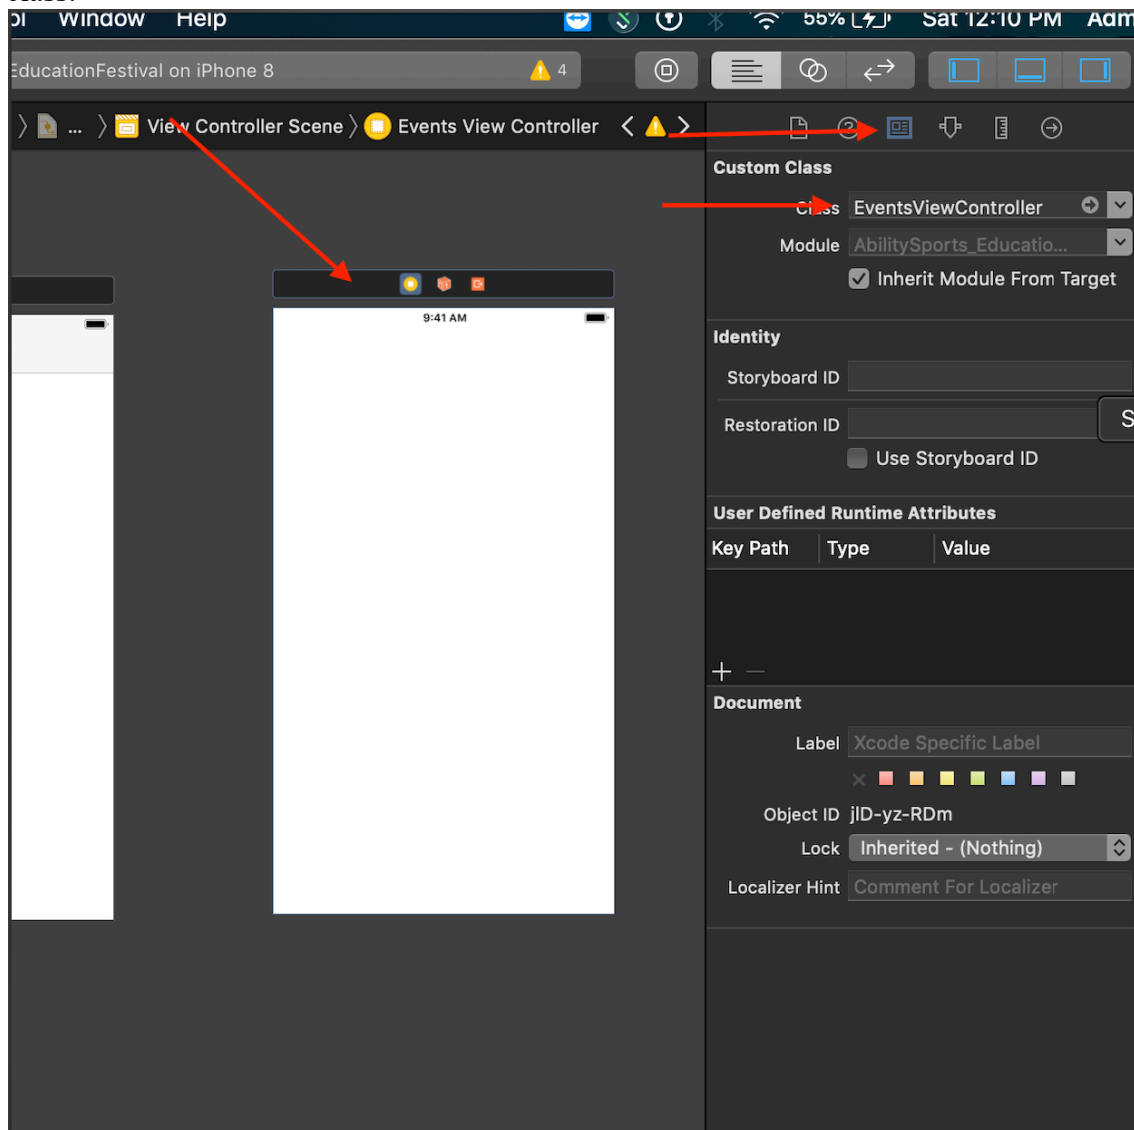 Window Help 55% Sat 12:10 PM
EducationFestival on iPhone 8 4
... View Controller Scene Events View Controller
Custom Class
Class EventsViewController
Module AbilitySports_Educatio...
Inherit Module From Target
9:41 AM
Identity
Storyboard ID
Restoration ID
S
Use Storyboard ID
User Defined Runtime Attributes
Key Path Type Value
Document
Label Xcode Specific Label
Object ID jlD-yz-RDm
Lock Inherited - (Nothing)
Localizer Hint Comment For Localizer